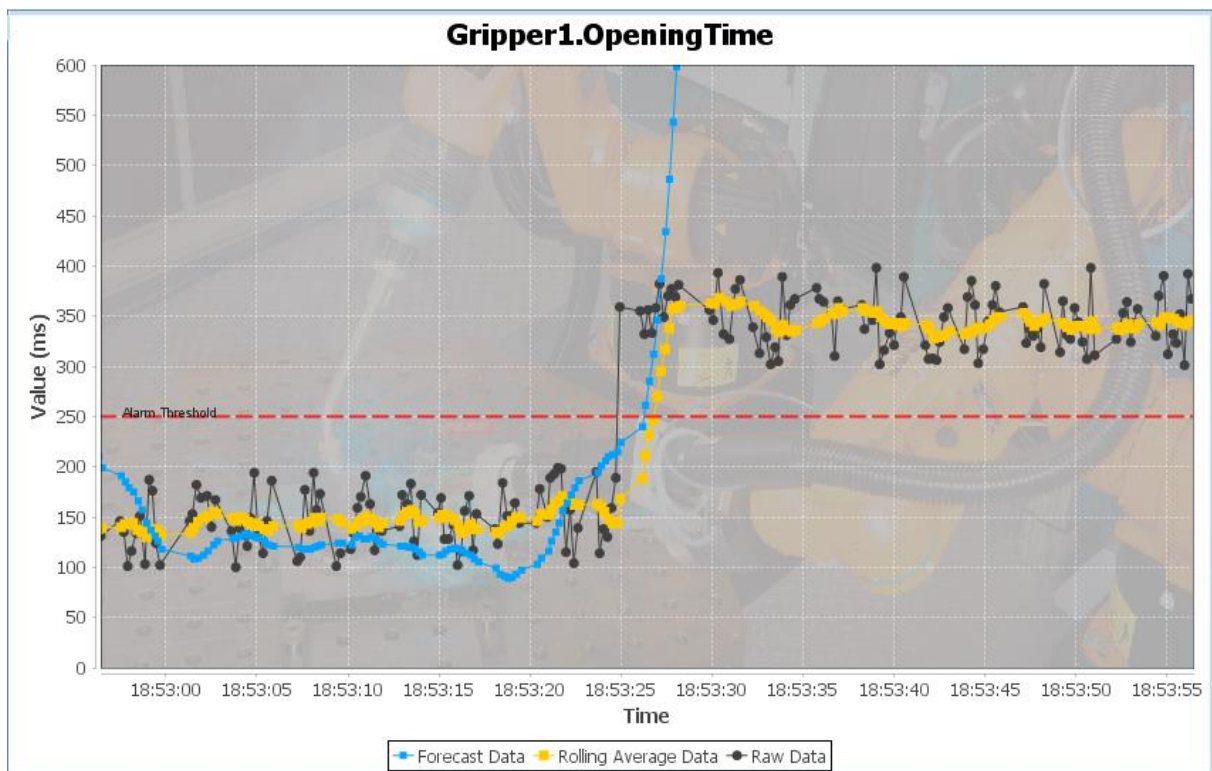 Gripper1.OpeningTime
600
550
500
450
400
350
300
250
200
150
100
50
0
Value (ms)
Alarm Threshold
18:53:00 18:53:05 18:53:10 18:53:15 18:53:20 18:53:25 18:53:30 18:53:35 18:53:40 18:53:45 18:53:50 18:53:55
Time
Forecast Data Rolling Average Data Raw Data